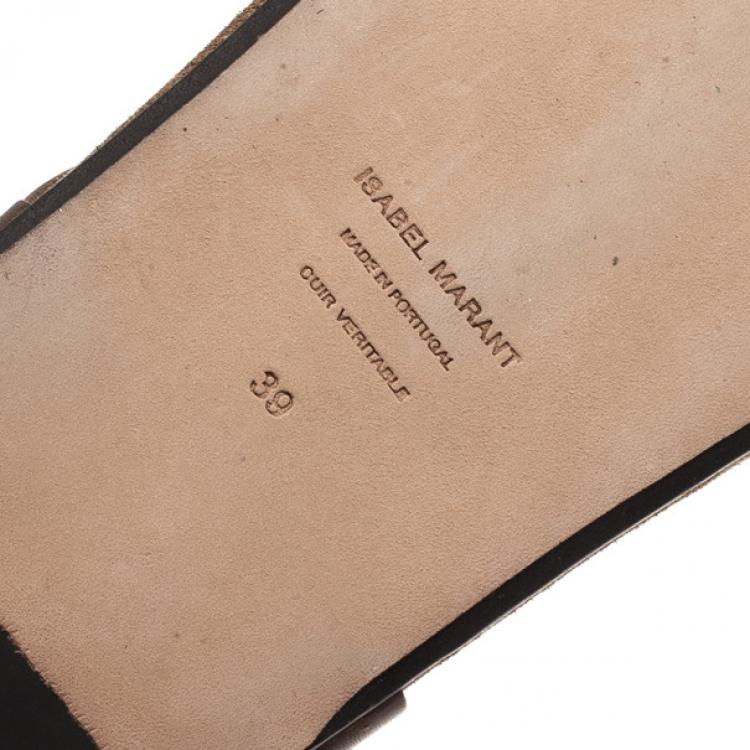 ISABEL MARANT
MADE IN PORTUGAL
CUIR VERITABLE
39